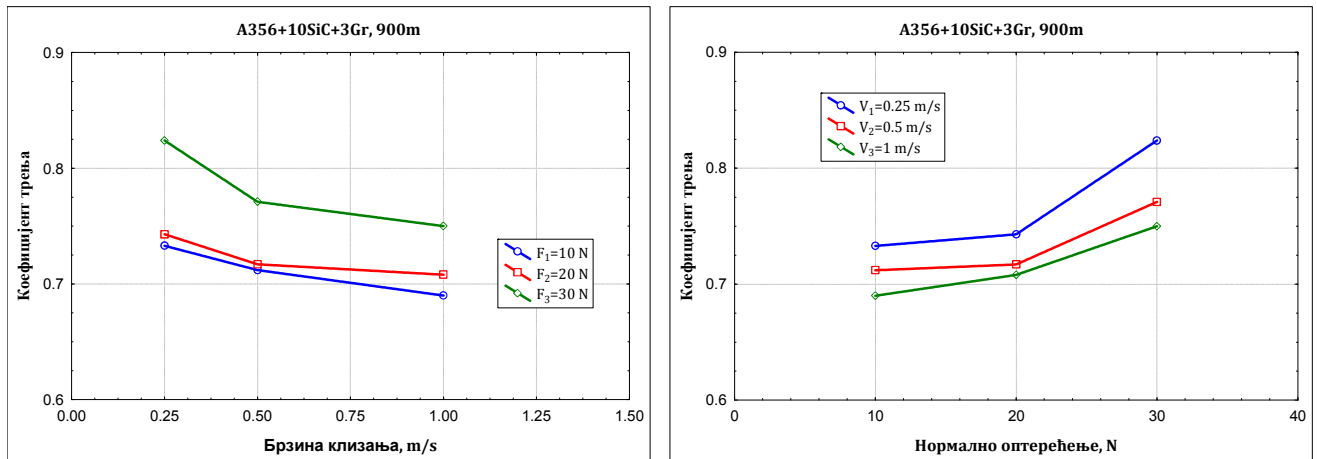 A356+10SiC+3Gr, 900m
0.9
0.8
0.7
0.6
Коефицијент трења
F₁=10 N
F₂=20 N
F₃=30 N
0.00 0.25 0.50 0.75 1.00 1.25 1.50
Брзина клизања, m/s
A356+10SiC+3Gr, 900m
0.9
0.8
0.7
0.6
Коефицијент трења
V₁=0.25 m/s
V₂=0.5 m/s
V₃=1 m/s
0 10 20 30 40
Нормално оптерећење, N